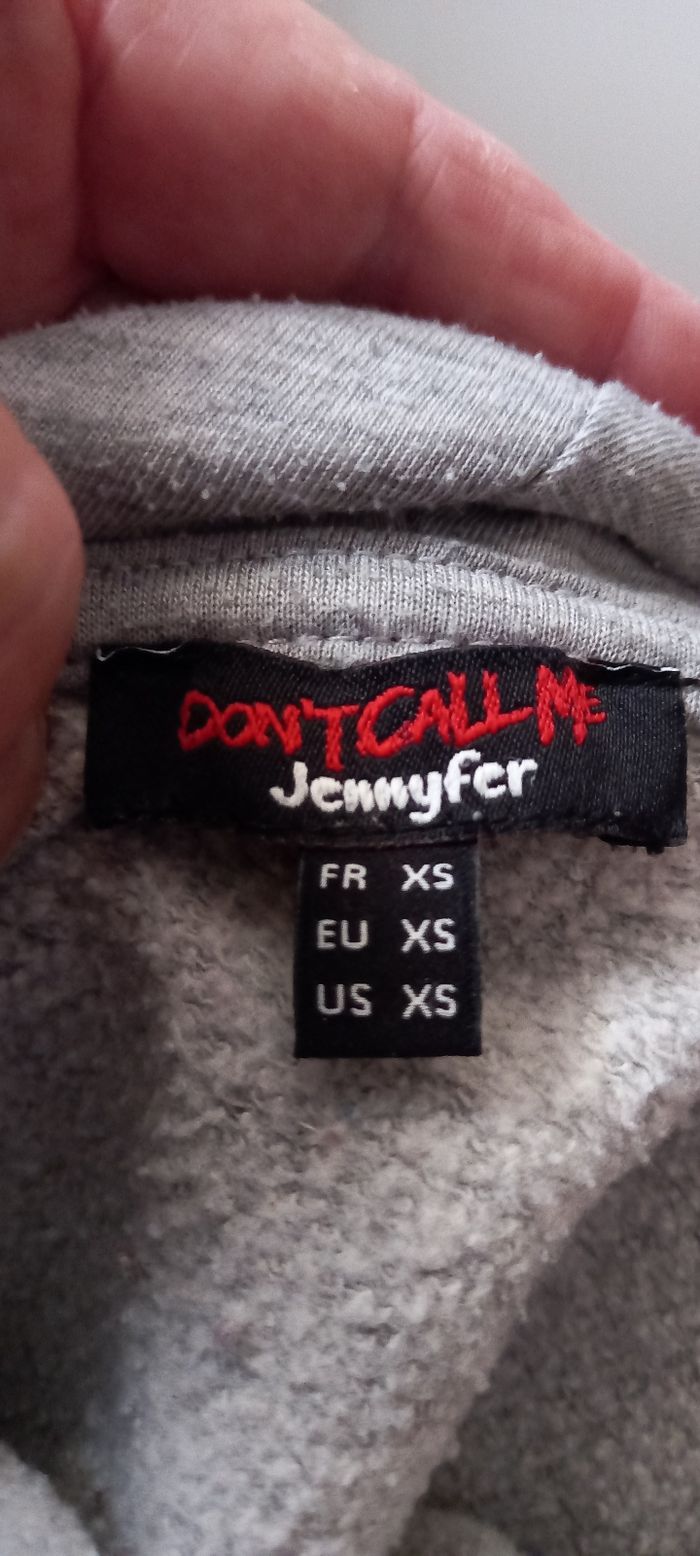 DON'T CALL ME
Jennyfer
FR XS
EU XS
US XS